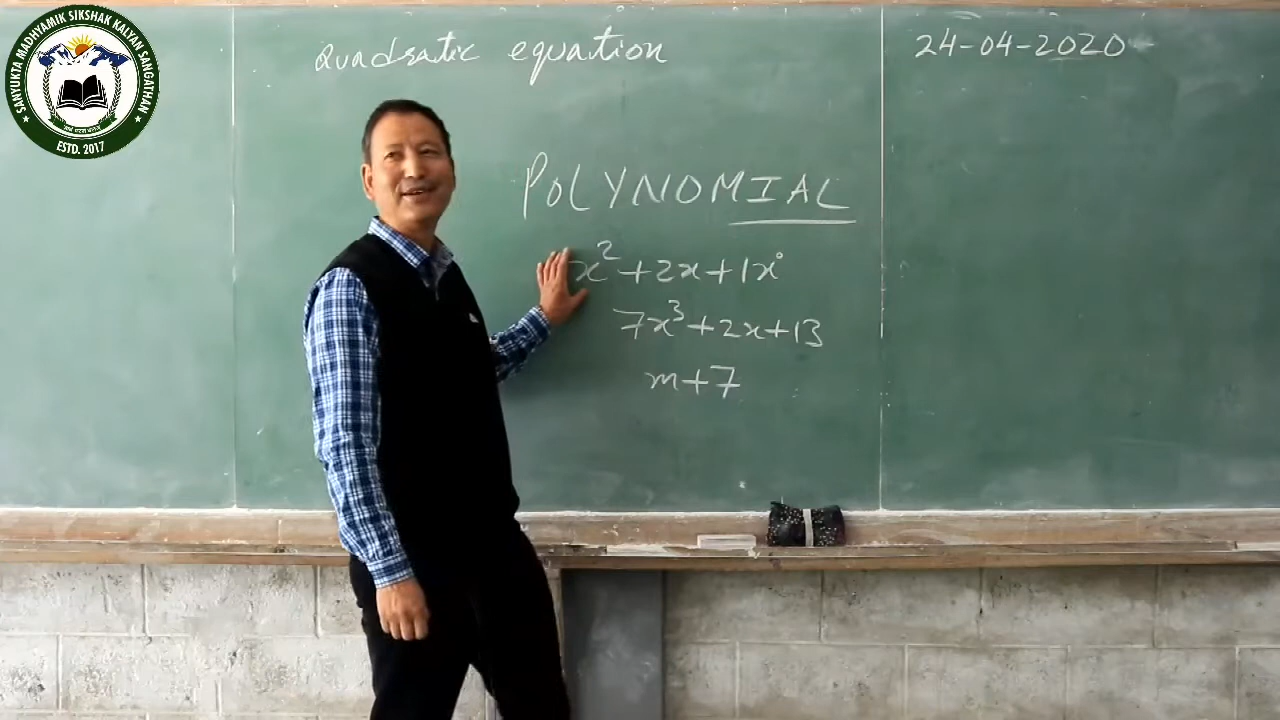 SANYUKTA MADHYAMIK SIKSHAK KALYAN SANGATHAN
ESTD. 2017
Quadratic equation
24-04-2020
POLYNOMIAL
x²+2x+1x⁰
7x³+2x+13
m+7